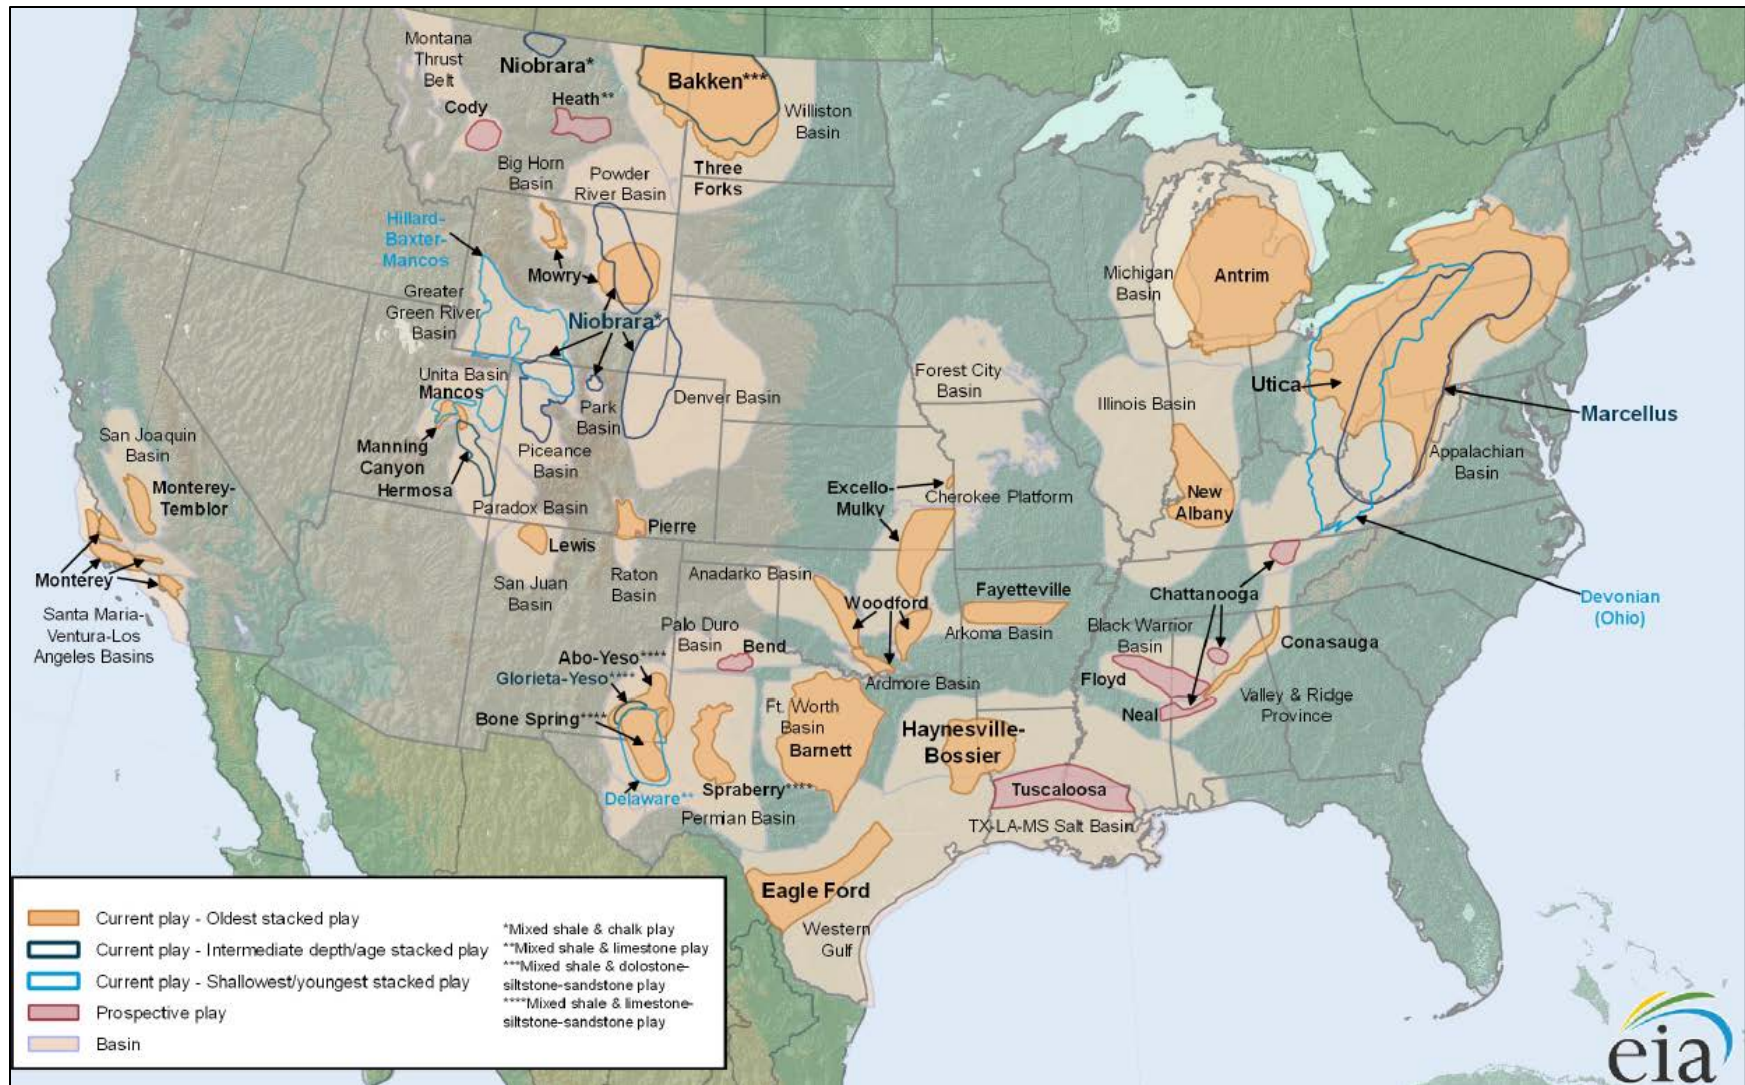 Montana
Thrust
Belt
Niobrara*
Bakken***
Cody
Heath**
Williston
Basin
Big Horn
Basin
Powder
River Basin
Three
Forks
Hillard-
Baxter-
Mancos
Mowry
Greater
Green River
Basin
Niobrara*
Michigan
Basin
Antrim
Unita Basin
Mancos
Park
Basin
Denver Basin
Forest City
Basin
Illinois Basin
Utica
Marcellus
Appalachian
Basin
San Joaquin
Basin
Manning
Canyon
Piceance
Basin
Hermosa
Monterey-
Temblor
Paradox Basin
Excello-
Mulky
Cherokee Platform
New
Albany
Pierre
Lewis
Monterey
San Juan
Basin
Raton
Basin
Anadarko Basin
Woodford
Fayetteville
Arkoma Basin
Chattanooga
Devonian
(Ohio)
Santa Maria-
Ventura-Los
Angeles Basins
Palo Duro
Basin
Bend
Black Warrior
Basin
Conasauga
Abo-Yeso****
Glorieta-Yeso****
Ardmore Basin
Floyd
Bone Spring****
Ft. Worth
Basin
Barnett
Haynesville-
Bossier
Neal
Valley & Ridge
Province
Delaware**
Spraberry****
Permian Basin
Tuscaloosa
TX-LA-MS Salt Basin
Eagle Ford
Western
Gulf
Current play - Oldest stacked play
Current play - Intermediate depth/age stacked play
Current play - Shallowest/youngest stacked play
Prospective play
Basin
*Mixed shale & chalk play
**Mixed shale & limestone play
***Mixed shale & dolostone-
siltstone-sandstone play
****Mixed shale & limestone-
siltstone-sandstone play
eia